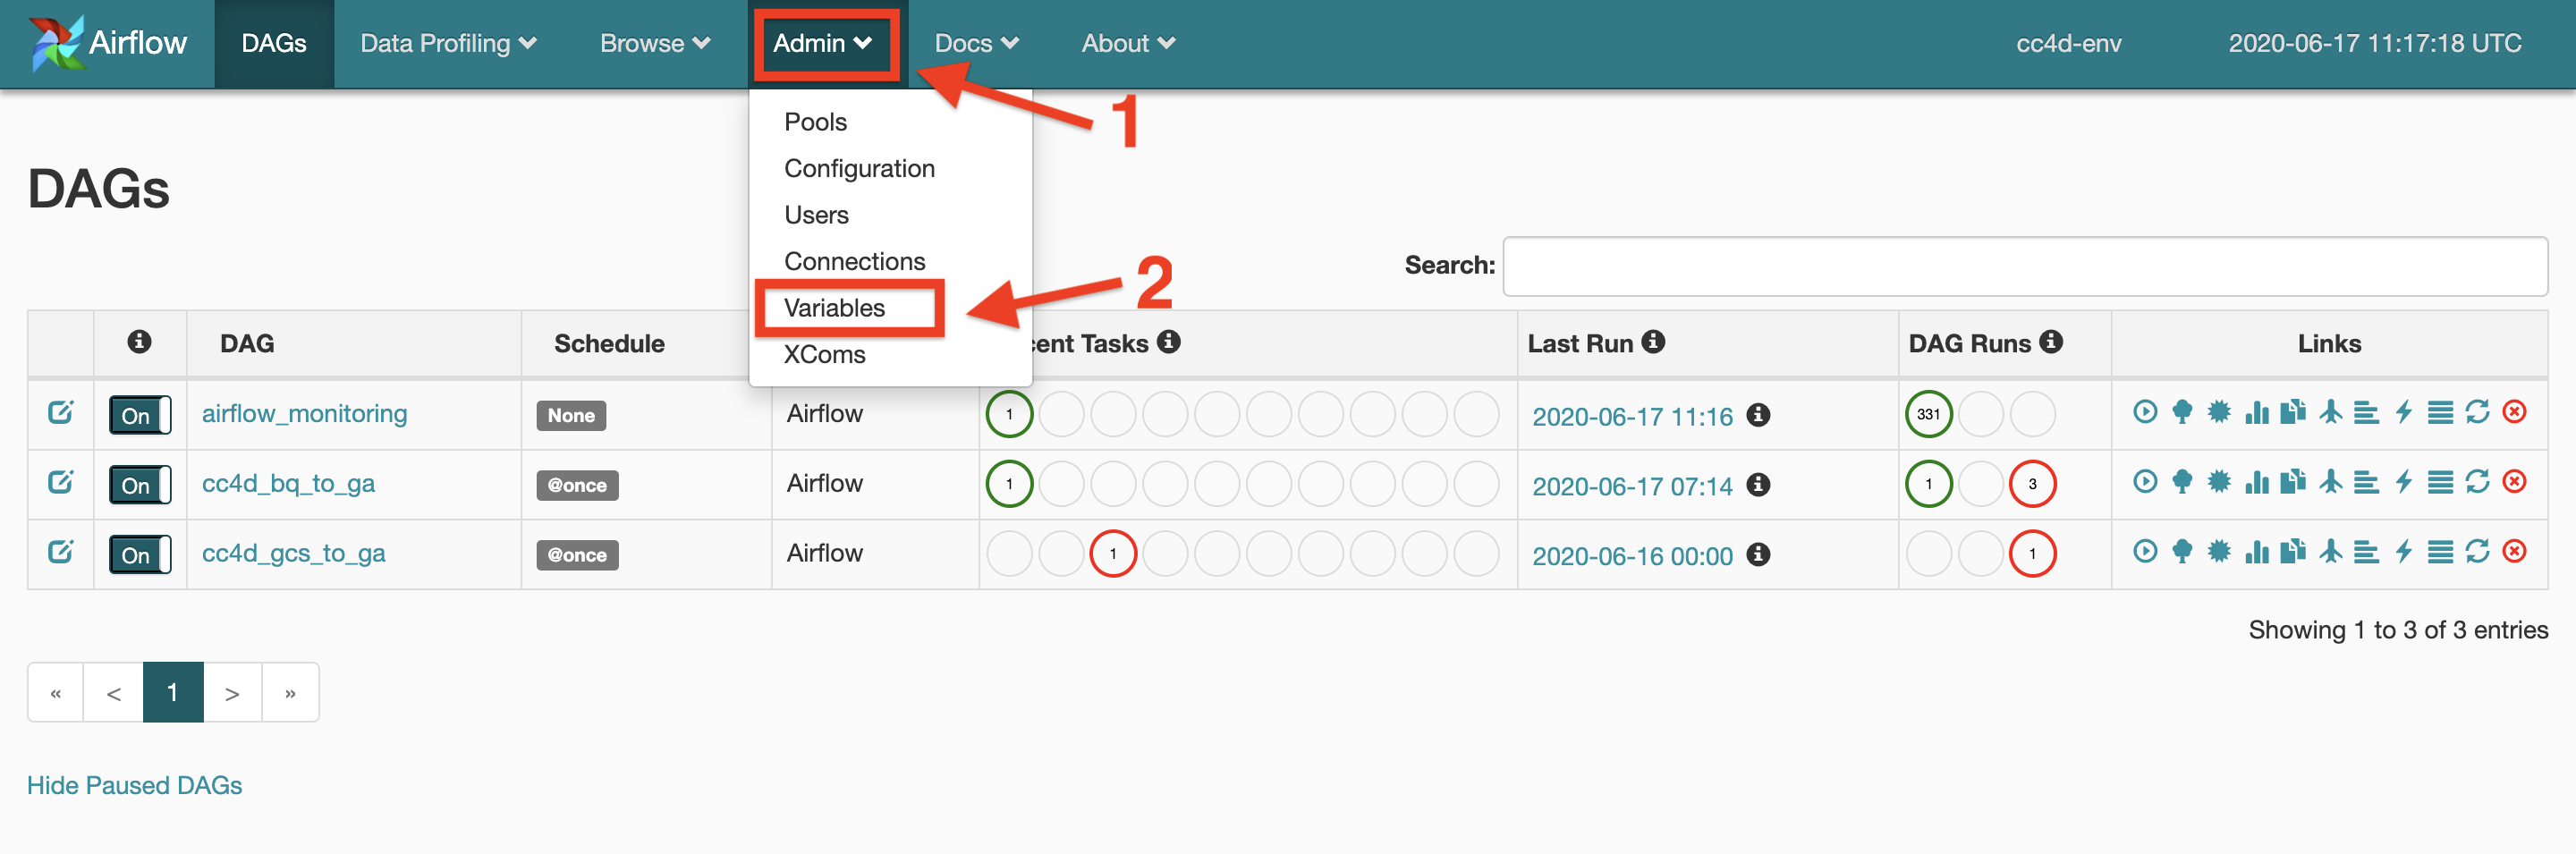 Airflow DAGs Data Profiling Browse Admin Docs About cc4d-env 2020-06-17 11:17:18 UTC
1
Pools
Configuration
Users
Connections
Variables
XComs
2
DAGs
Search:
DAG Schedule cent Tasks Last Run DAG Runs Links
On airflow_monitoring None Airflow 1 2020-06-17 11:16 331
On cc4d_bq_to_ga @once Airflow 1 2020-06-17 07:14 1 3
On cc4d_gcs_to_ga @once Airflow 1 2020-06-16 00:00 1
Showing 1 to 3 of 3 entries
« < 1 > »
Hide Paused DAGs